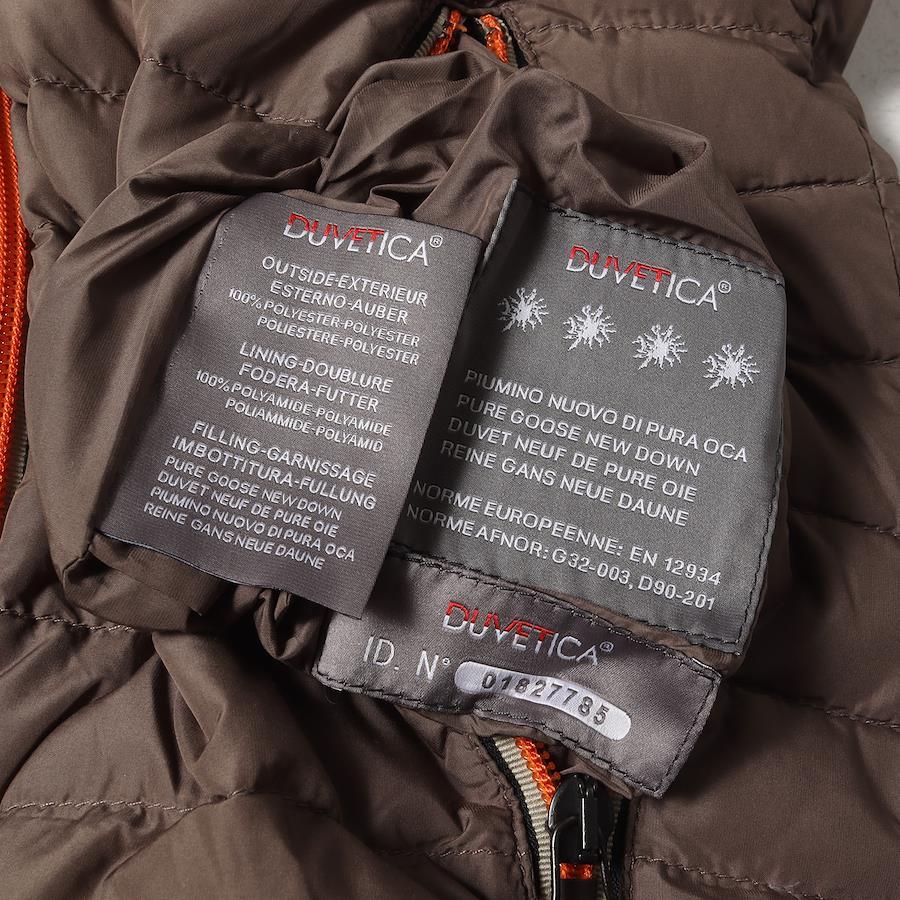 DUVETICA®
OUTSIDE-EXTERIEUR
ESTERNO-AUBER
100% POLYESTER-POLYESTER
POLIESTERE-POLYESTER
LINING-DOUBLURE
FODERA-FUTTER
100% POLYAMIDE-POLYAMIDE
POLIAMMIDE-POLYAMID
FILLING-GARNISSAGE
IMBOTTITURA-FULLUNG
PURE GOOSE NEW DOWN
DUVET NEUF DE PURE OIE
PIUMINO NUOVO DI PURA OCA
REINE GANS NEUE DAUNE
DUVETICA®
PIUMINO NUOVO DI PURA OCA
PURE GOOSE NEW DOWN
DUVET NEUF DE PURE OIE
REINE GANS NEUE DAUNE
NORME EUROPEENNE: EN 12934
NORME AFNOR: G32-003, D90-201
DUVETICA®
ID. N° 01827785